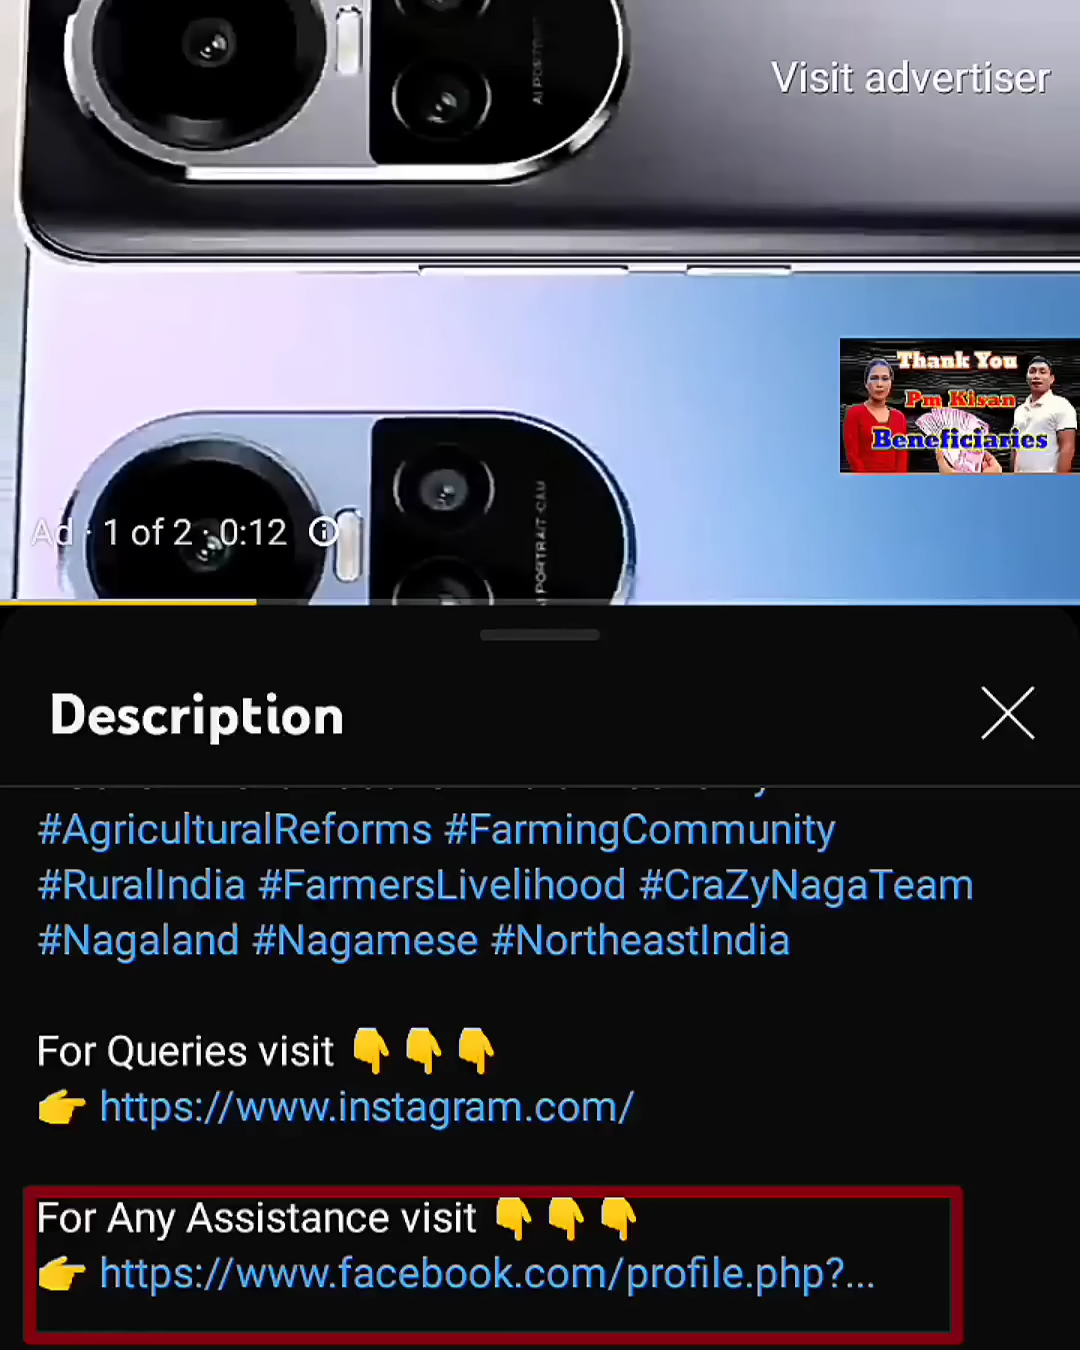 Visit advertiser
Thank You
Pm Kisan
Beneficiaries
PORTRAIT CAM
Ad · 1 of 2 · 0:12
Description
#AgriculturalReforms #FarmingCommunity
#RuralIndia #FarmersLivelihood #CraZyNagaTeam
#Nagaland #Nagamese #NortheastIndia
For Queries visit 👇👇👇
👉 https://www.instagram.com/
For Any Assistance visit 👇👇👇
👉 https://www.facebook.com/profile.php?...